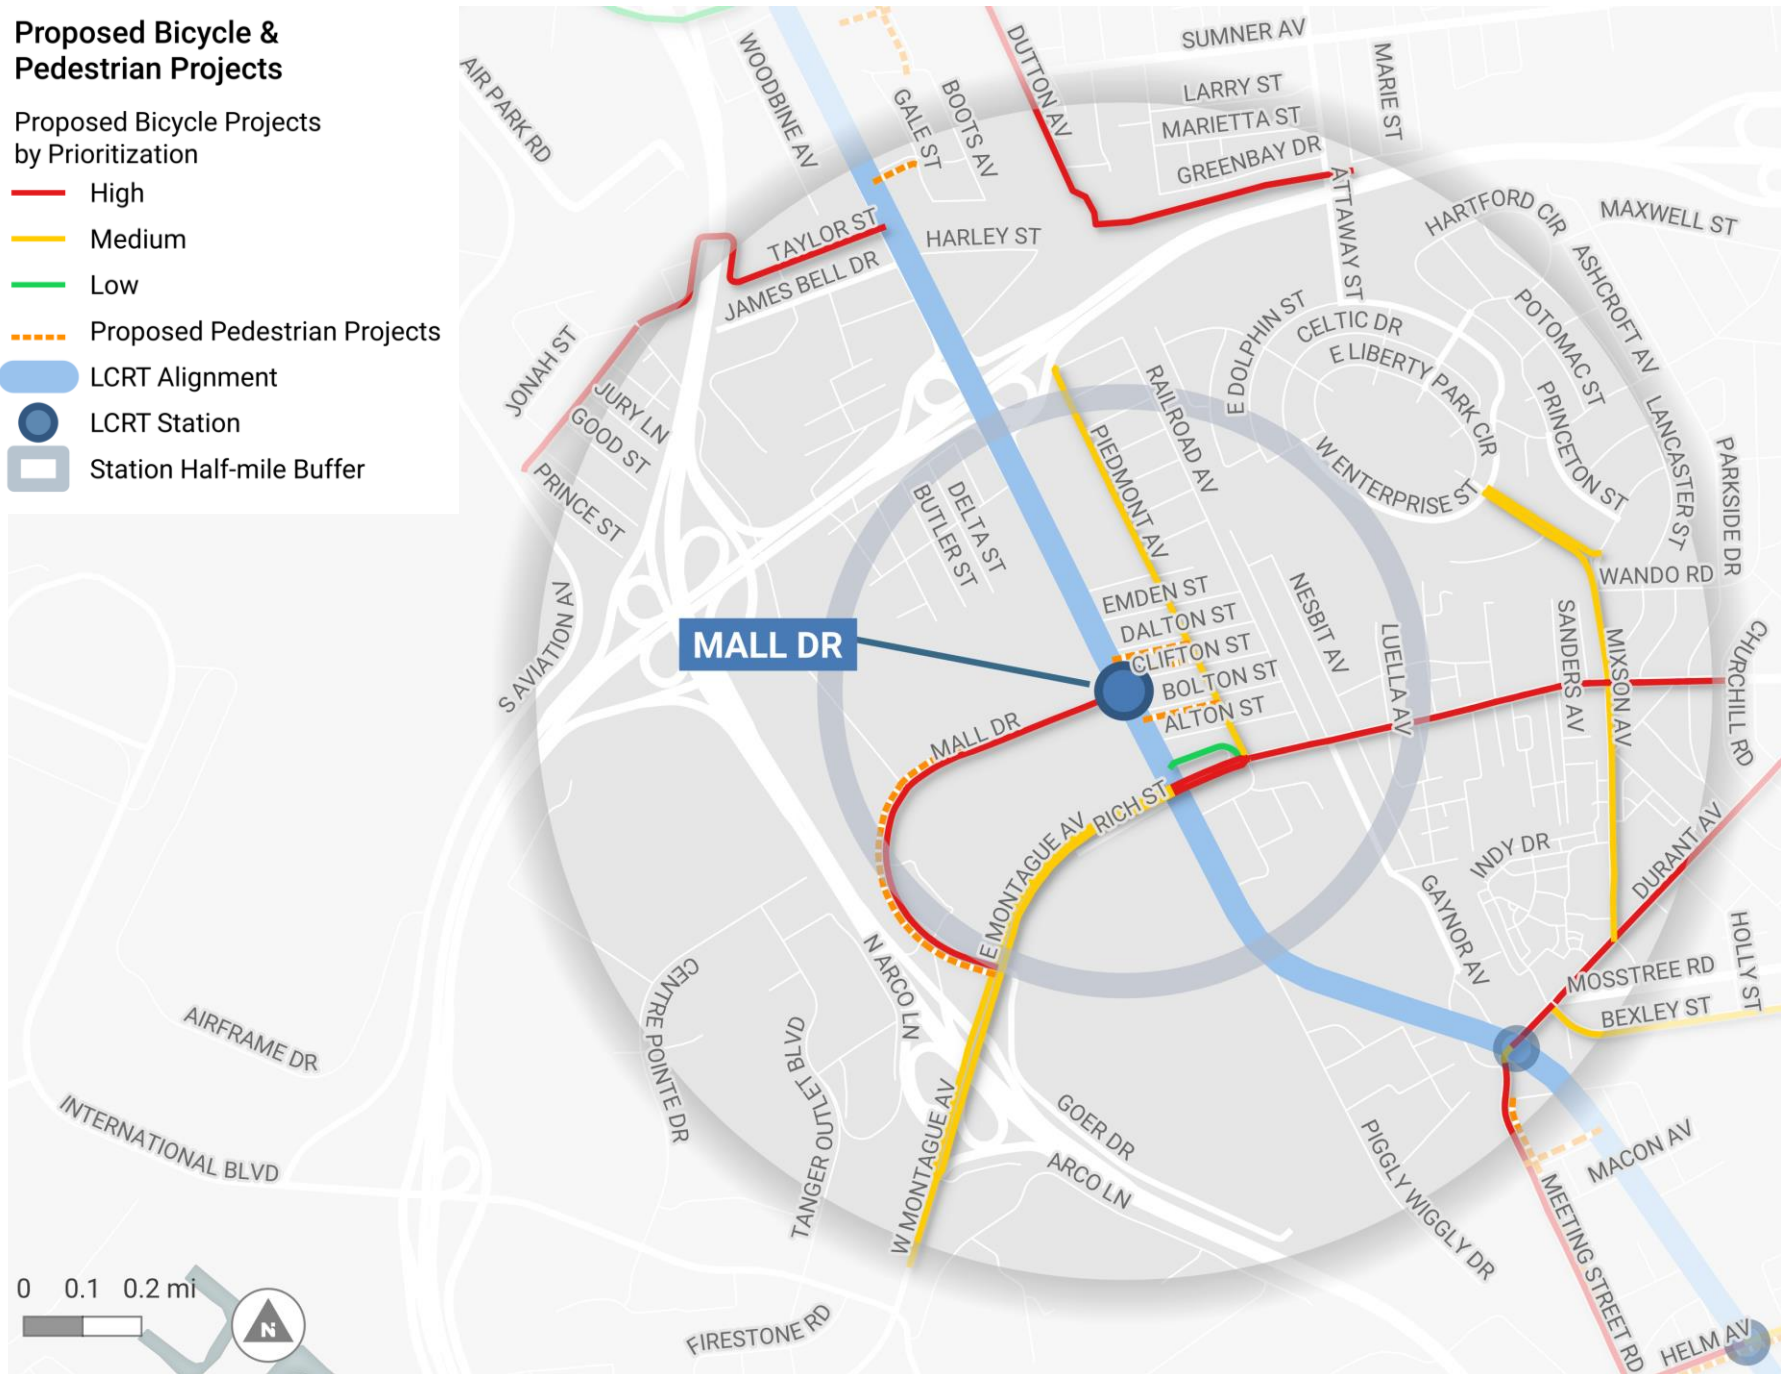 Proposed Bicycle &
Pedestrian Projects
Proposed Bicycle Projects
by Prioritization
High
Medium
Low
Proposed Pedestrian Projects
LCRT Alignment
LCRT Station
Station Half-mile Buffer
AIR PARK RD
WOODBINE AV
GALE ST
BOOTS AV
DUTTON AV
SUMNER AV
LARRY ST
MARIETTA ST
GREENBAY DR
MARIE ST
ATTAWAY ST
HARTFORD CIR
MAXWELL ST
ASHCROFT AV
TAYLOR ST
HARLEY ST
JAMES BELL DR
JONAH ST
JURY LN
GOOD ST
PRINCE ST
E DOLPHIN ST
CELTIC DR
E LIBERTY PARK CIR
POTOMAC ST
PRINCETON ST
LANCASTER ST
PARKSIDE DR
W ENTERPRISE ST
RAILROAD AV
PIEDMONT AV
DELTA ST
BUTLER ST
EMDEN ST
DALTON ST
CLIFTON ST
BOLTON ST
ALTON ST
NESBIT AV
LUELLA AV
WANDO RD
SANDERS AV
MIXSON AV
CHURCHILL RD
S AVIATION AV
MALL DR
MALL DR
RICH ST
E MONTAGUE AV
INDY DR
DURANT AV
GAYNOR AV
MOSSTREE RD
HOLLY ST
BEXLEY ST
N ARCO LN
CENTRE POINTE DR
TANGER OUTLET BLVD
W MONTAGUE AV
GOER DR
ARCO LN
PIGGLY WIGGLY DR
MACON AV
MEETING STREET RD
HELM AV
AIRFRAME DR
INTERNATIONAL BLVD
FIRESTONE RD
0 0.1 0.2 mi
N